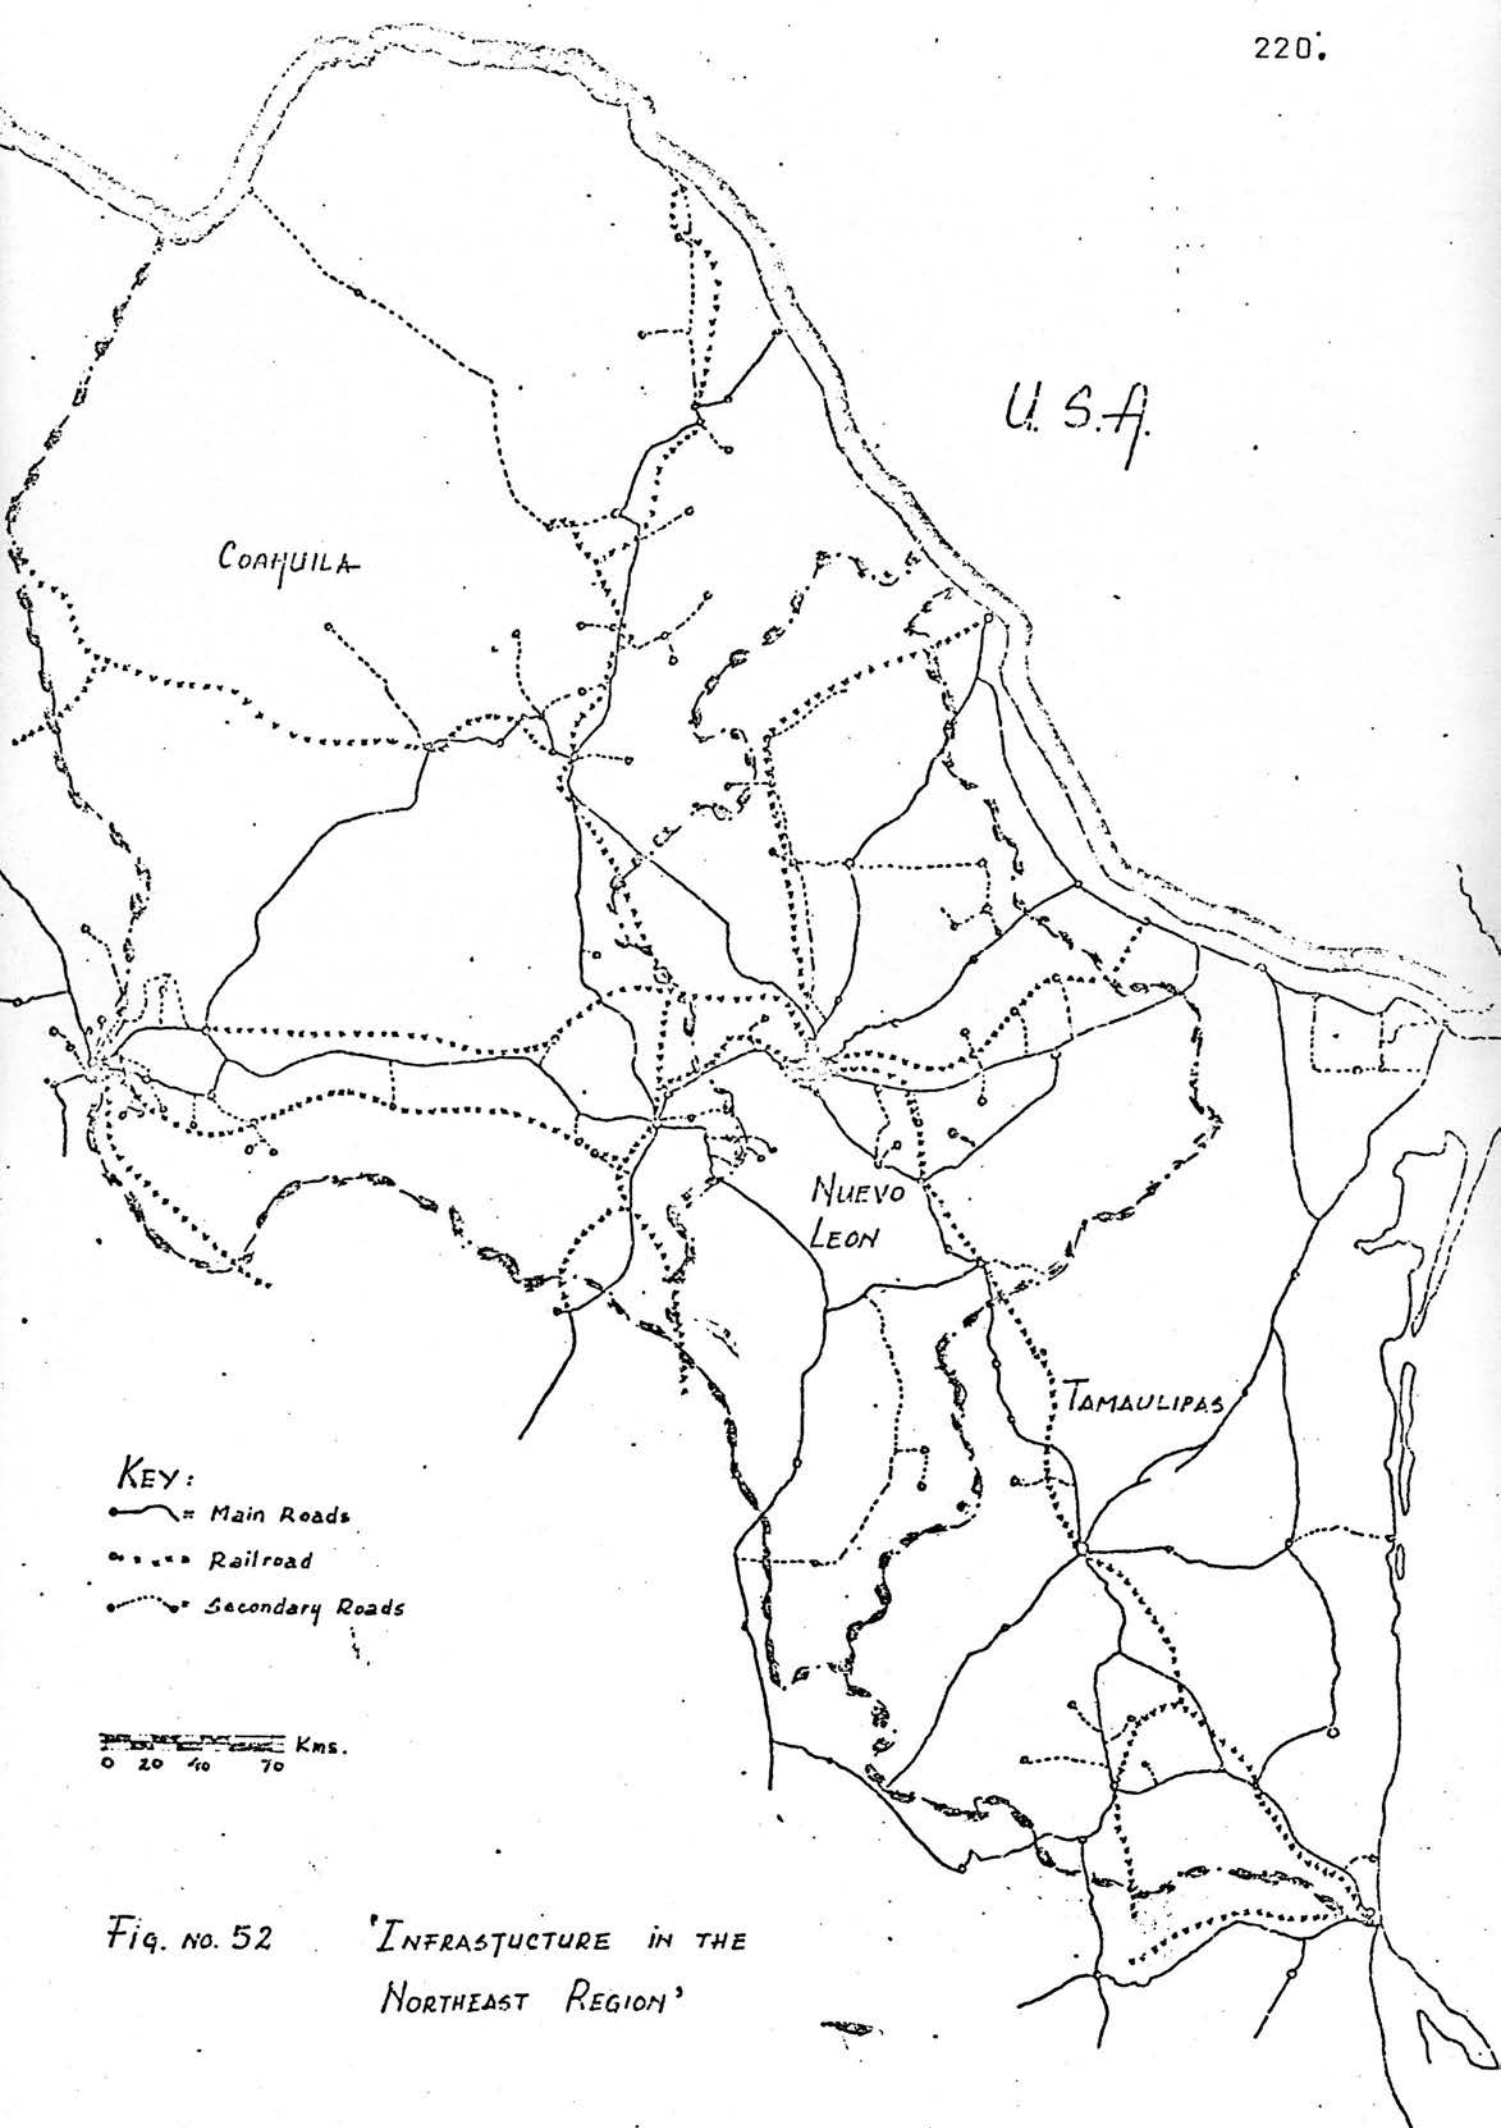 220.
U.S.A.
COAHUILA
NUEVO
LEON
TAMAULIPAS
KEY:
= Main Roads
Railroad
= Secondary Roads
Kms.
0 20 40 70
Fig. NO. 52 'INFRASTUCTURE IN THE
NORTHEAST REGION'